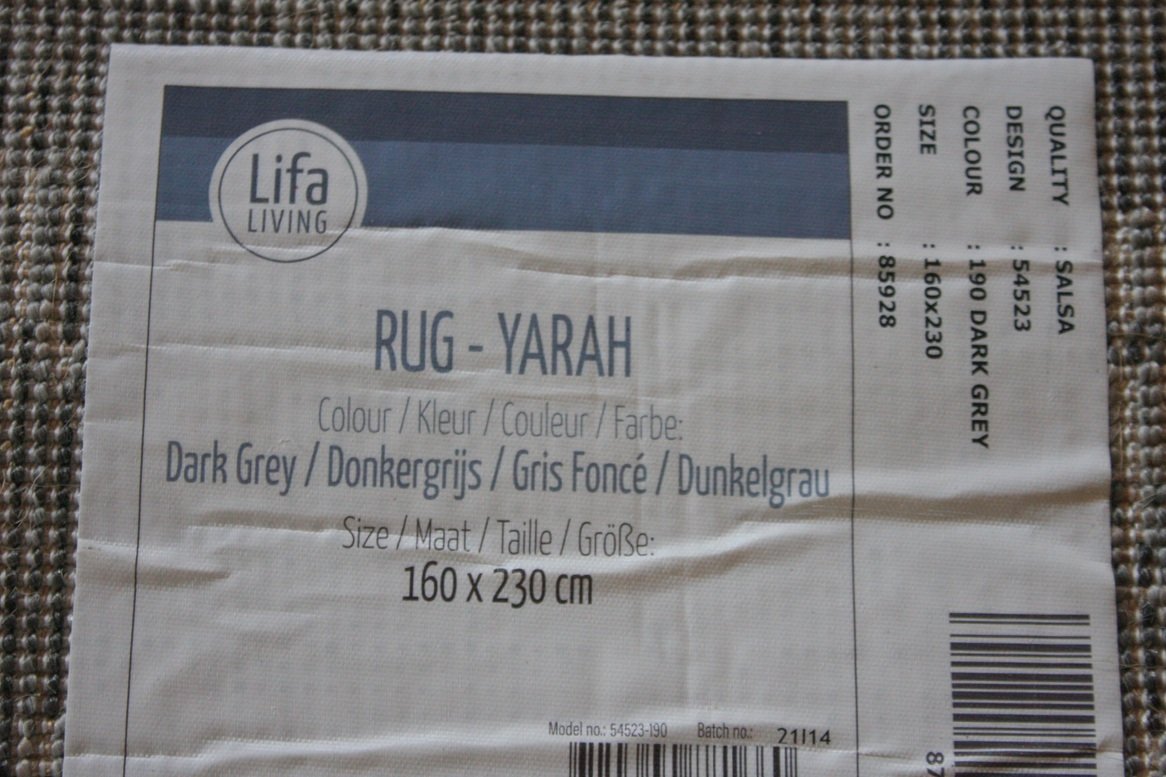 Lifa
LIVING
RUG - YARAH
Colour / Kleur / Couleur / Farbe:
Dark Grey / Donkergrijs / Gris Foncé / Dunkelgrau
Size / Maat / Taille / Größe:
160 x 230 cm
Model no.: 54523-190 Batch no.: 21I14
QUALITY : SALSA
DESIGN : 54523
COLOUR : 190 DARK GREY
SIZE : 160x230
ORDER NO : 85928
87